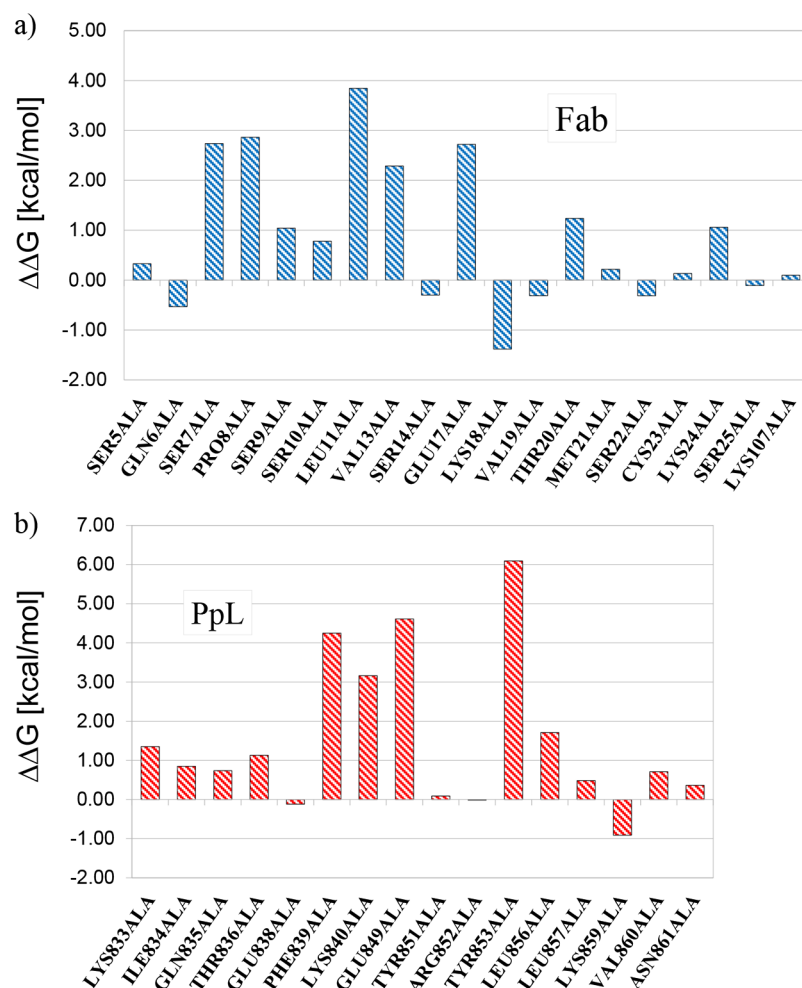 a)
5.00
4.00
3.00
2.00
1.00
0.00
-1.00
-2.00
ΔΔG [kcal/mol]
Fab
SER5ALA
GLN6ALA
SER7ALA
PRO8ALA
SER9ALA
SER10ALA
LEU11ALA
VAL13ALA
SER14ALA
GLU17ALA
LYS18ALA
VAL19ALA
THR20ALA
MET21ALA
SER22ALA
CYS23ALA
LYS24ALA
SER25ALA
LYS107ALA
b)
7.00
6.00
5.00
4.00
3.00
2.00
1.00
0.00
-1.00
-2.00
ΔΔG [kcal/mol]
PpL
LYS833ALA
ILE834ALA
GLN835ALA
THR836ALA
GLU838ALA
PHE839ALA
LYS840ALA
GLU849ALA
TYR851ALA
ARG852ALA
TYR853ALA
LEU856ALA
LEU857ALA
LYS859ALA
VAL860ALA
ASN861ALA